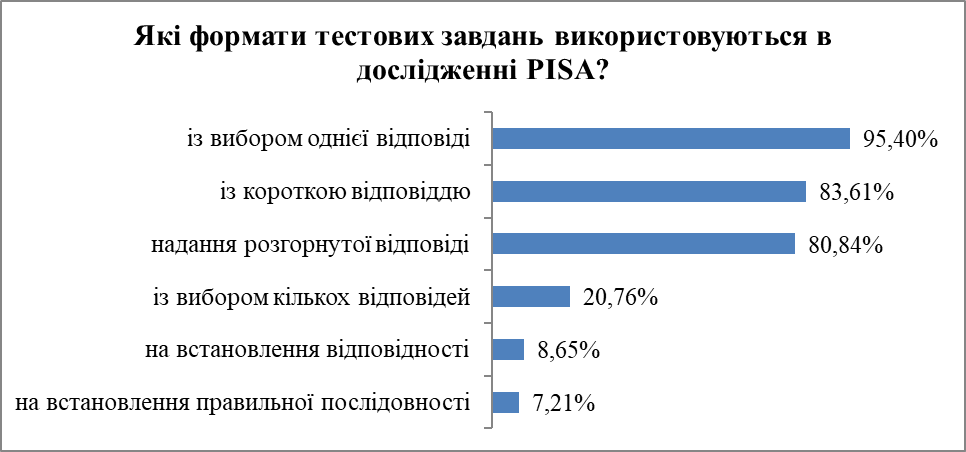 Які формати тестових завдань використовуються в
дослідженні PISA?
із вибором однієї відповіді 95,40%
із короткою відповіддю 83,61%
надання розгорнутої відповіді 80,84%
із вибором кількох відповідей 20,76%
на встановлення відповідності 8,65%
на встановлення правильної послідовності 7,21%